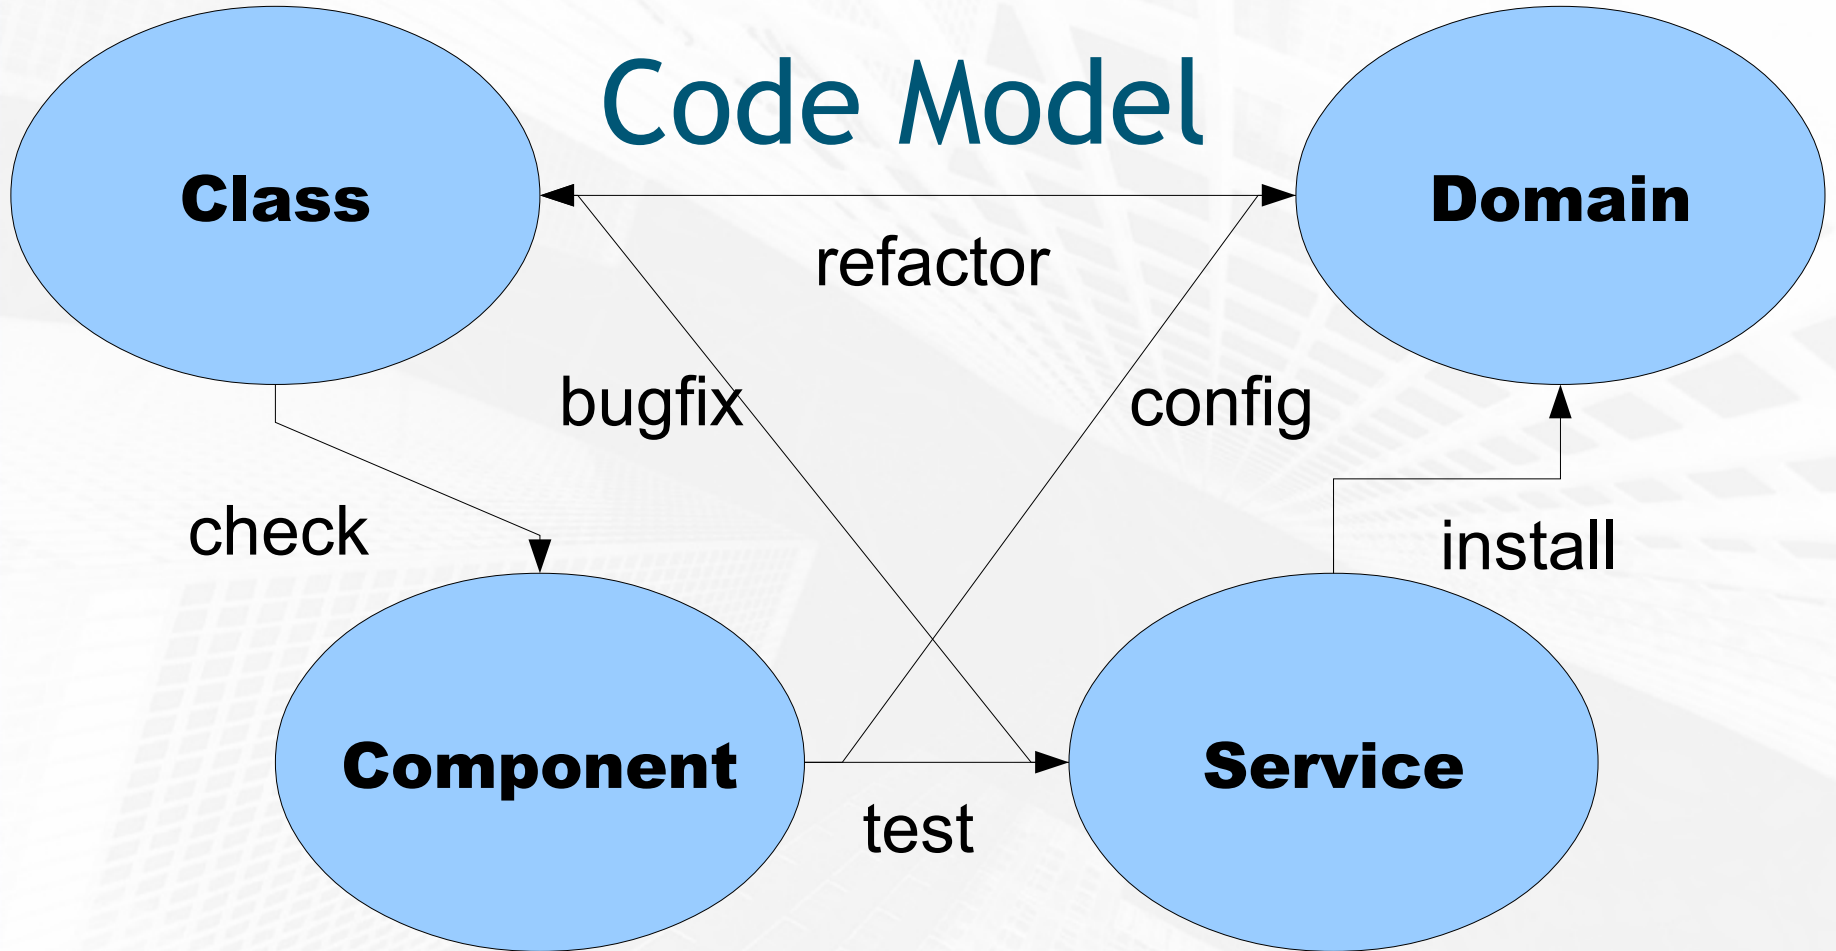 Code Model
Class
Domain
refactor
bugfix
config
check
install
Component
Service
test